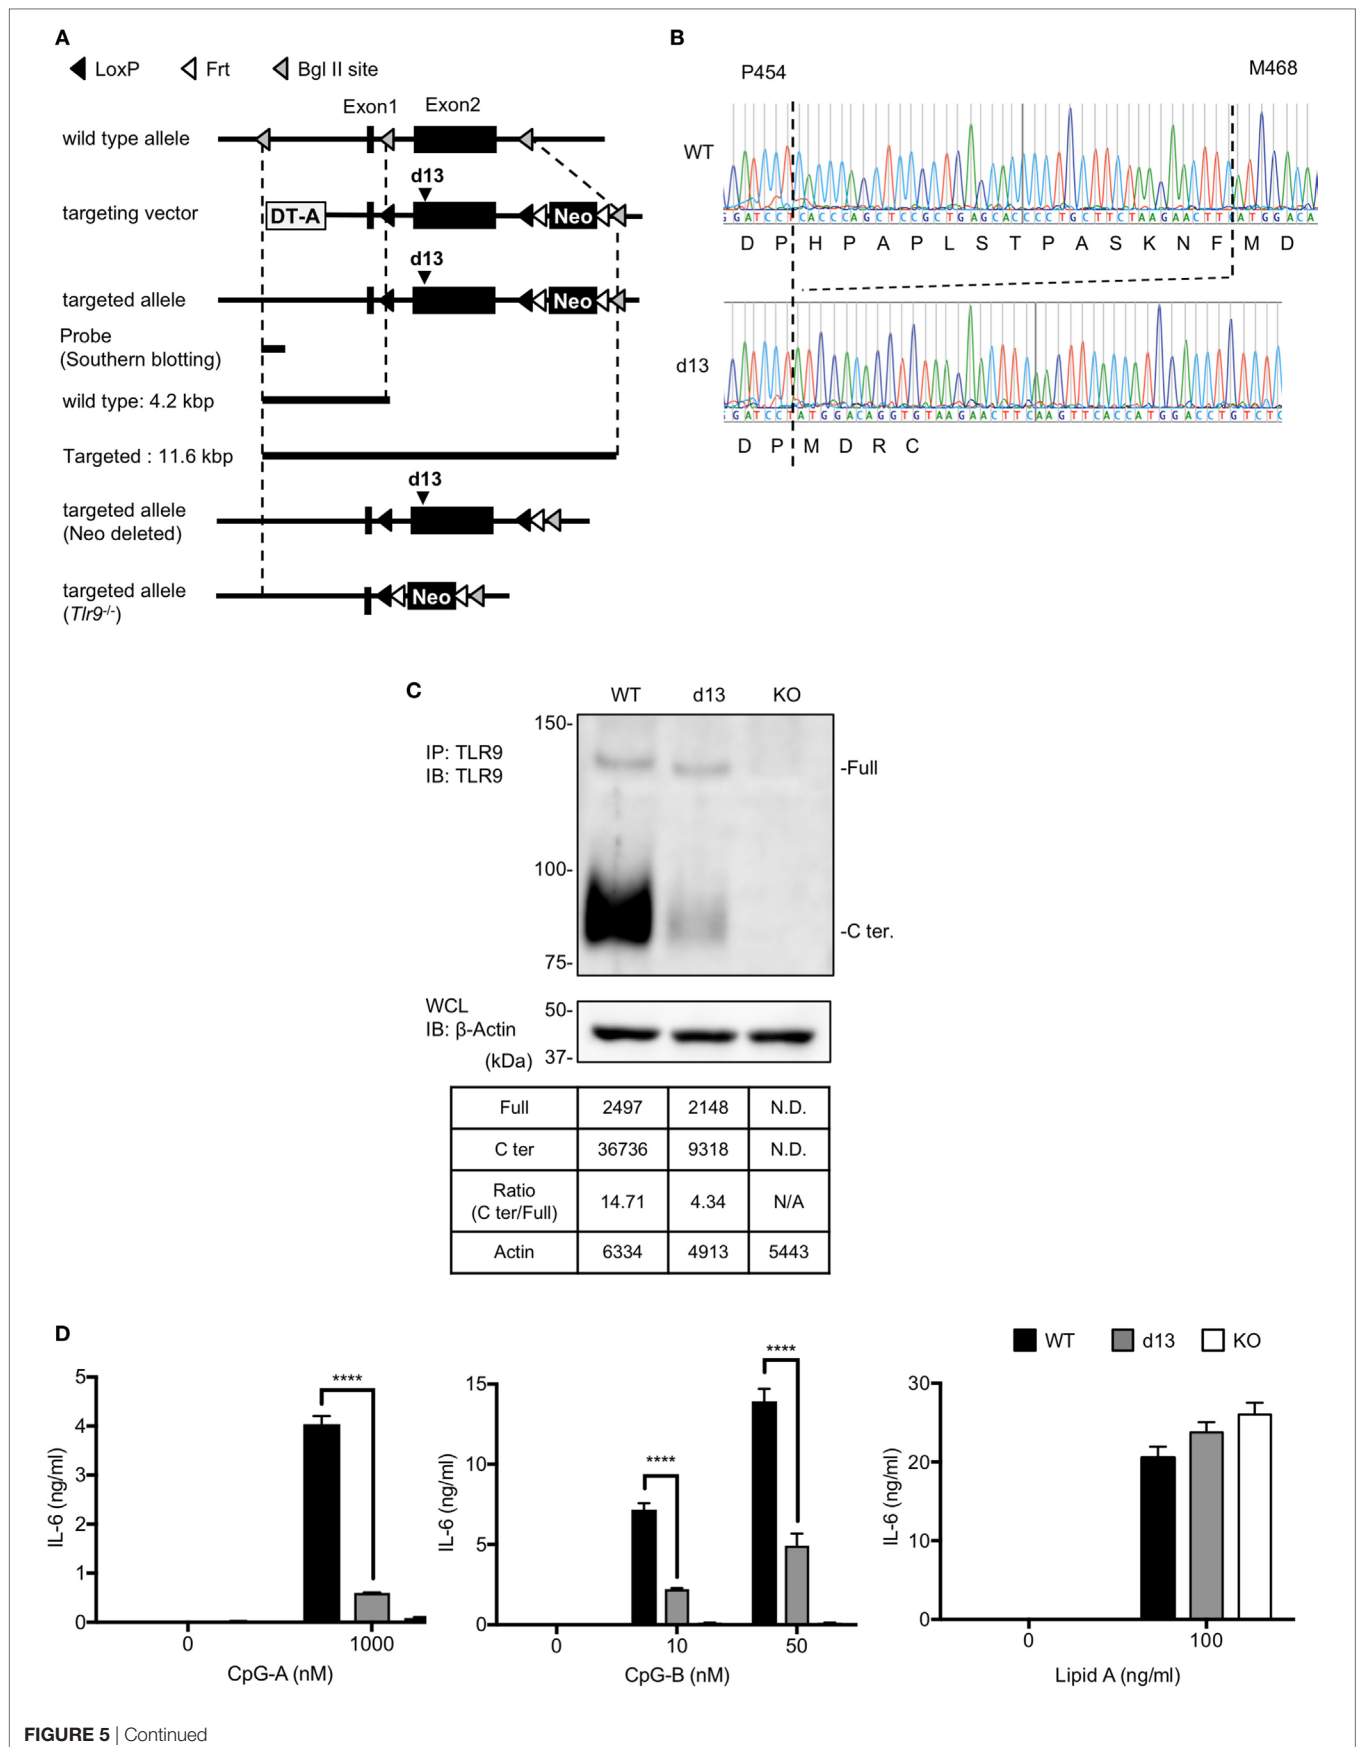 A
LoxP Frt Bgl II site
Exon1 Exon2
wild type allele
d13
targeting vector DT-A Neo
d13
targeted allele Neo
Probe
(Southern blotting)
wild type: 4.2 kbp
Targeted : 11.6 kbp
d13
targeted allele
(Neo deleted)
targeted allele
(Tlr9-/-)
Neo
B
P454 M468
WT
GGATCCTCACCCAGCTCCGCTGAGCACCCCTGCTTCTAAGAACTTCATGGACA
D P H P A P L S T P A S K N F M D
d13
GGATCCTATGGACAGGTGTAAGAACTTCAAGTTCACCATGGACCTGTCTC
D P M D R C
C
WT d13 KO
150-
IP: TLR9
IB: TLR9
-Full
100-
-C ter.
75-
WCL
IB: β-Actin
50-
(kDa) 37-
Full 2497 2148 N.D.
C ter 36736 9318 N.D.
Ratio
(C ter/Full) 14.71 4.34 N/A
Actin 6334 4913 5443
D
WT d13 KO
IL-6 (ng/ml)
5
4
3
2
1
0
****
0 1000
CpG-A (nM)
IL-6 (ng/ml)
15
10
5
0
****
****
0 10 50
CpG-B (nM)
IL-6 (ng/ml)
30
20
10
0
0 100
Lipid A (ng/ml)
FIGURE 5 | Continued